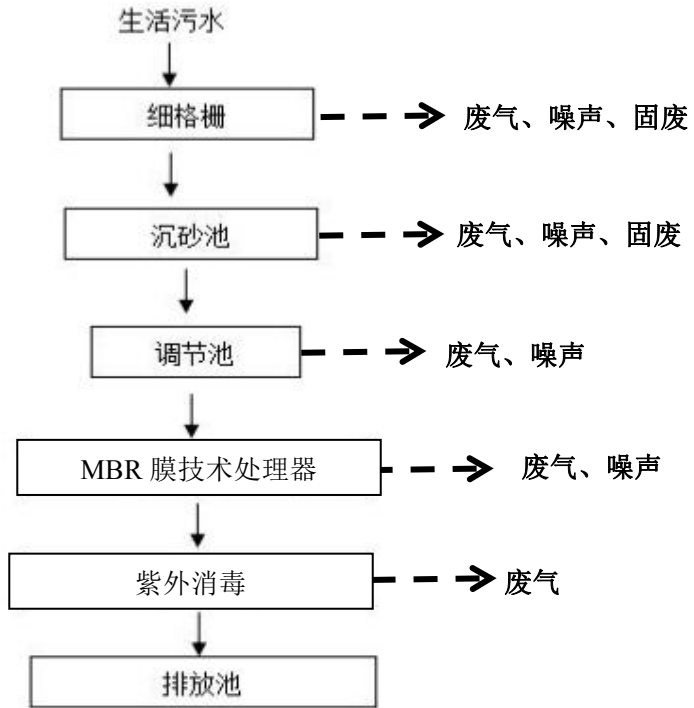 生活污水
细格栅
废气、噪声、固废
沉砂池
废气、噪声、固废
调节池
废气、噪声
MBR 膜技术处理器
废气、噪声
紫外消毒
废气
排放池